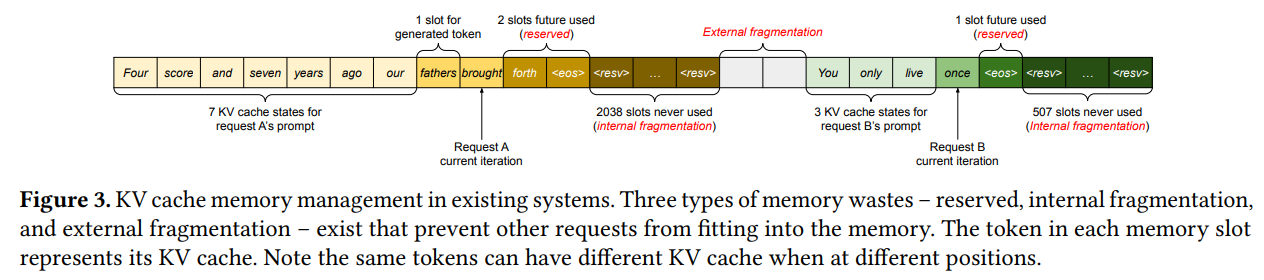 1 slot for
generated token
2 slots future used
(reserved)
External fragmentation
1 slot future used
(reserved)
Four score and seven years ago our fathers brought forth <eos> <resv> ... <resv> You only live once <eos> <resv> ... <resv>
7 KV cache states for
request A's prompt
2038 slots never used
(internal fragmentation)
3 KV cache states for
request B's prompt
507 slots never used
(Internal fragmentation)
Request A
current iteration
Request B
current iteration
Figure 3. KV cache memory management in existing systems. Three types of memory wastes – reserved, internal fragmentation,
and external fragmentation – exist that prevent other requests from fitting into the memory. The token in each memory slot
represents its KV cache. Note the same tokens can have different KV cache when at different positions.